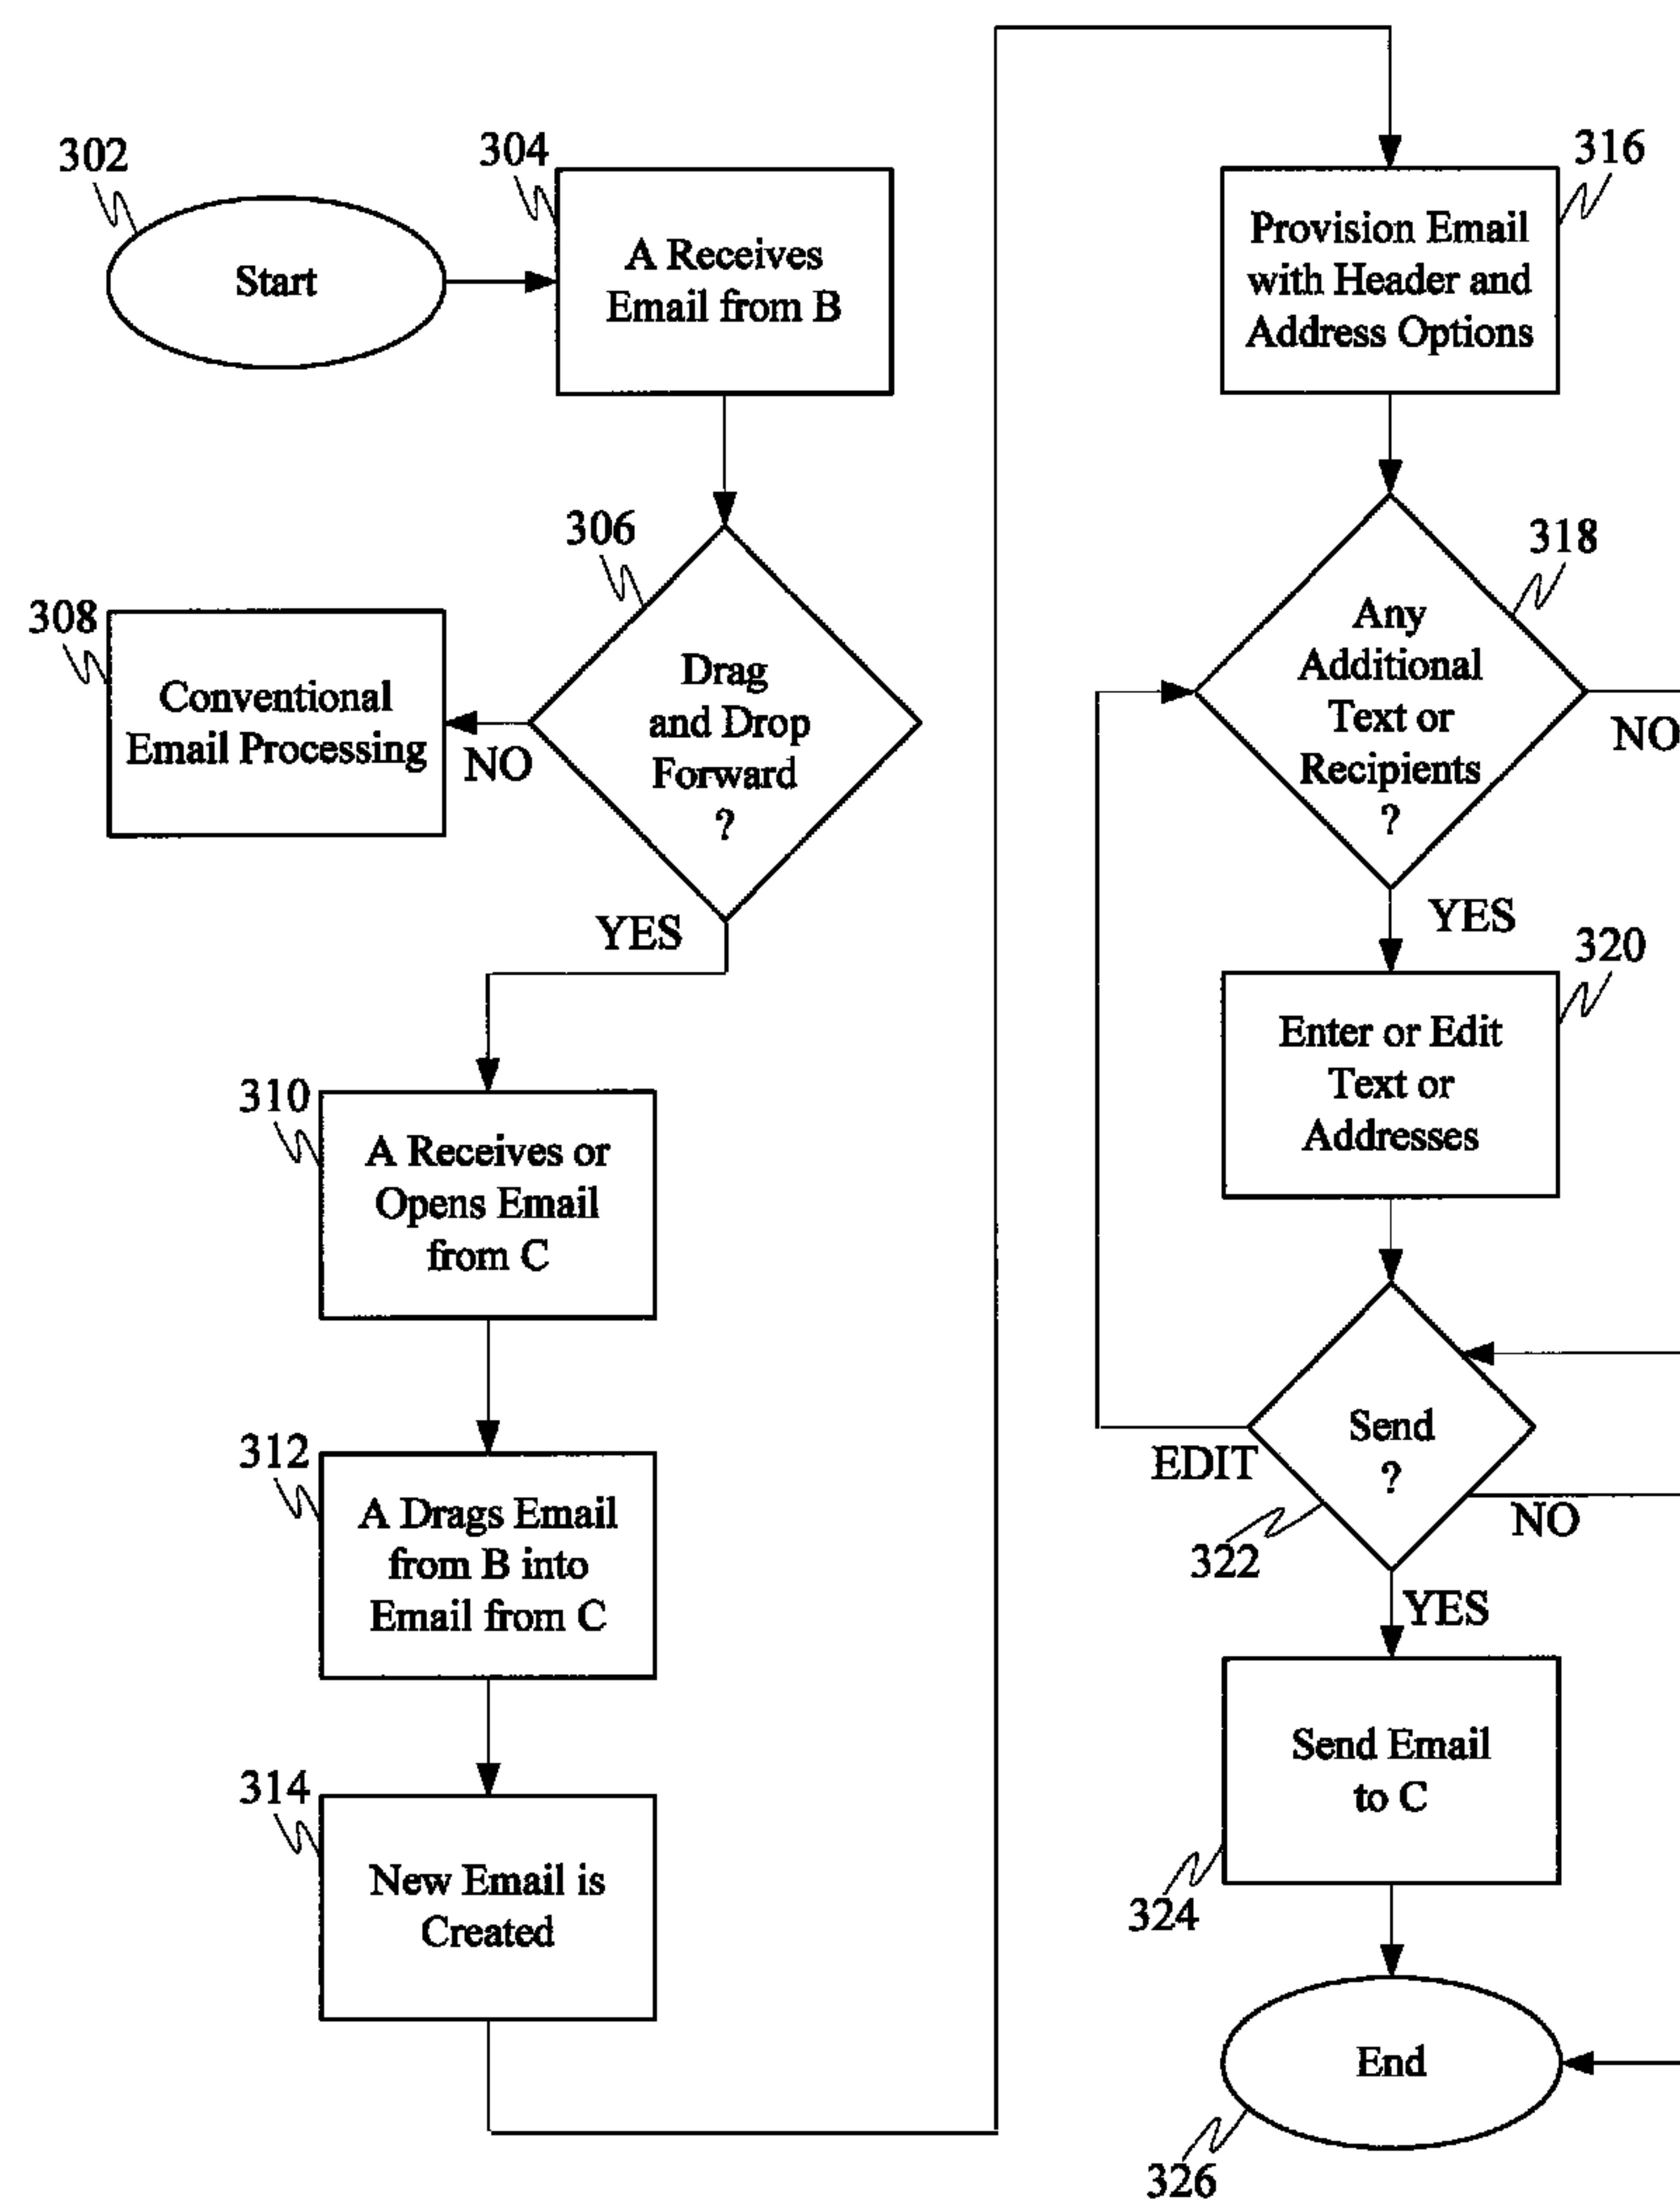 302
Start
304
A Receives
Email from B
306
Drag
and Drop
Forward
?
NO
308
Conventional
Email Processing
YES
310
A Receives or
Opens Email
from C
312
A Drags Email
from B into
Email from C
314
New Email is
Created
316
Provision Email
with Header and
Address Options
318
Any
Additional
Text or
Recipients
?
NO
YES
320
Enter or Edit
Text or
Addresses
Send
?
EDIT
NO
322
YES
Send Email
to C
324
End
326